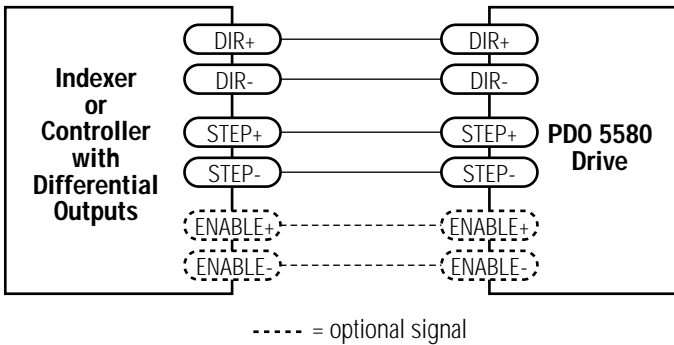 DIR+
DIR+
DIR-
DIR-
Indexer
or
Controller
with
Differential
Outputs
STEP+
STEP+
STEP-
STEP-
PDO 5580
Drive
ENABLE+
ENABLE+
ENABLE-
ENABLE-
= optional signal